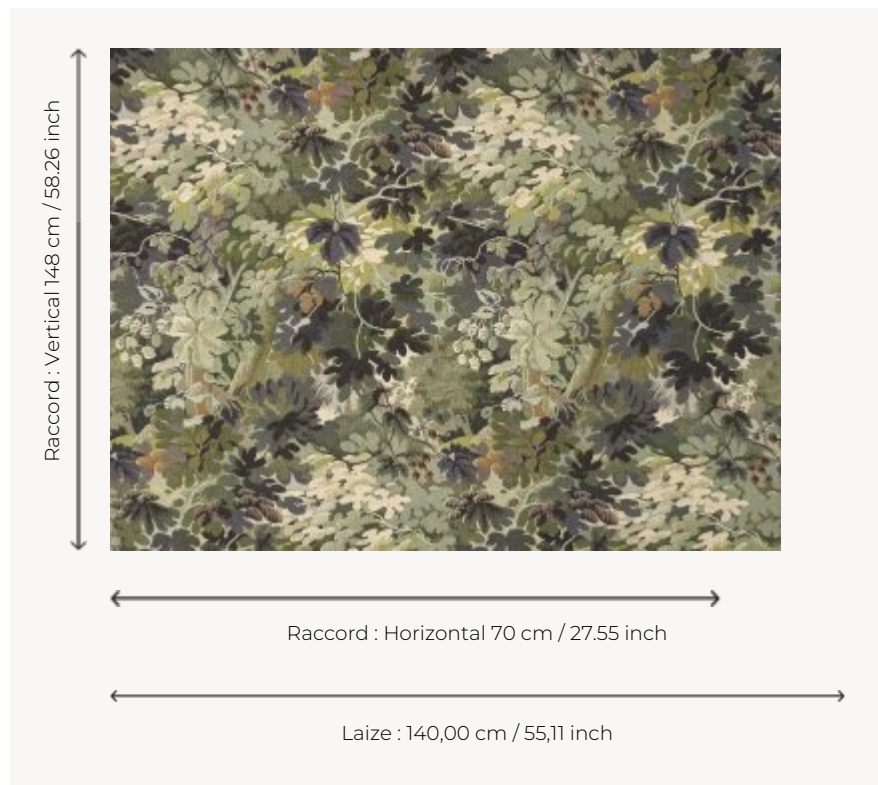 Raccord : Vertical 148 cm / 58.26 inch
Raccord : Horizontal 70 cm / 27.55 inch
Laize : 140,00 cm / 55,11 inch